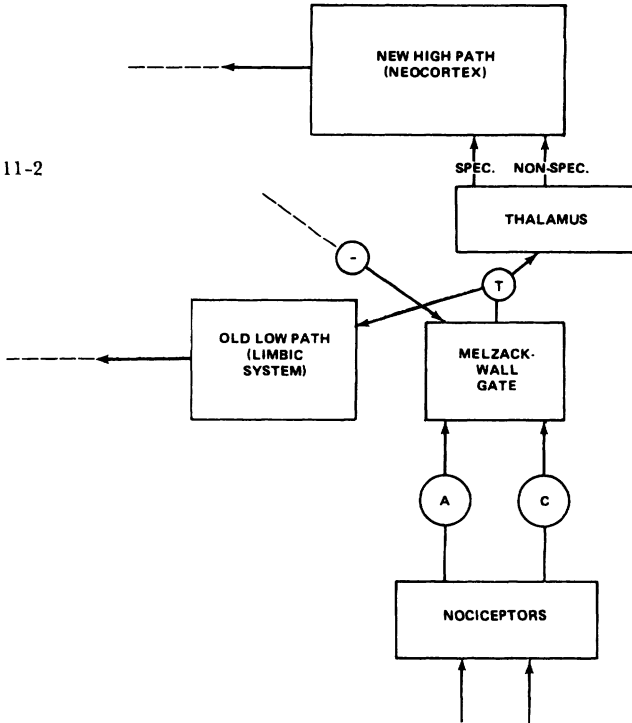 NEW HIGH PATH
(NEOCORTEX)
11-2
SPEC. NON-SPEC.
THALAMUS
-
T
OLD LOW PATH
(LIMBIC
SYSTEM)
MELZACK-
WALL
GATE
A
C
NOCICEPTORS